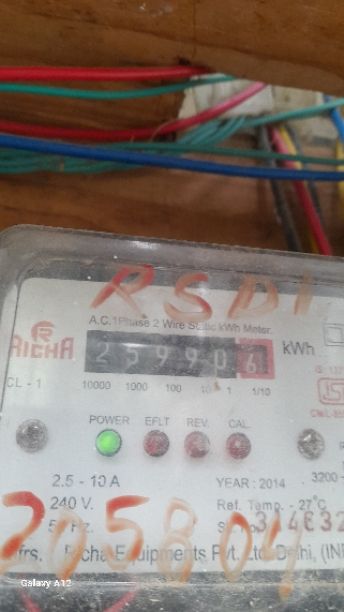 RSDI
A.C.1Phase 2 Wire Static kWh Meter.
RICHA
259906 kWh
CL - 1
10000 1000 100 10 1 1/10
POWER EFLT REV. CAL.
2.5 - 10 A
YEAR : 2014
3200
240 V.
Ref. Temp. - 27°C
205804
Richa Equipments Pvt. Ltd. Delhi,
Galaxy A12